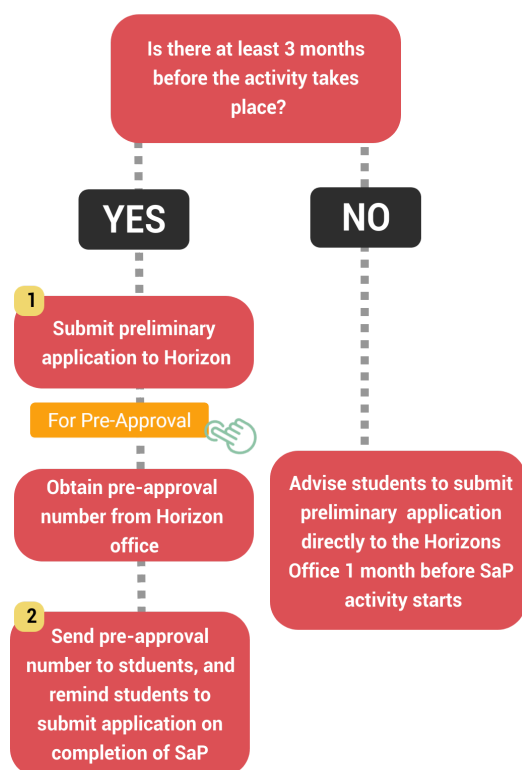 Is there at least 3 months
before the activity takes
place?
YES
NO
1
Submit preliminary
application to Horizon
For Pre-Approval
Obtain pre-approval
number from Horizon
office
Advise students to submit
preliminary application
directly to the Horizons
Office 1 month before SaP
activity starts
2
Send pre-approval
number to stduents, and
remind students to
submit application on
completion of SaP